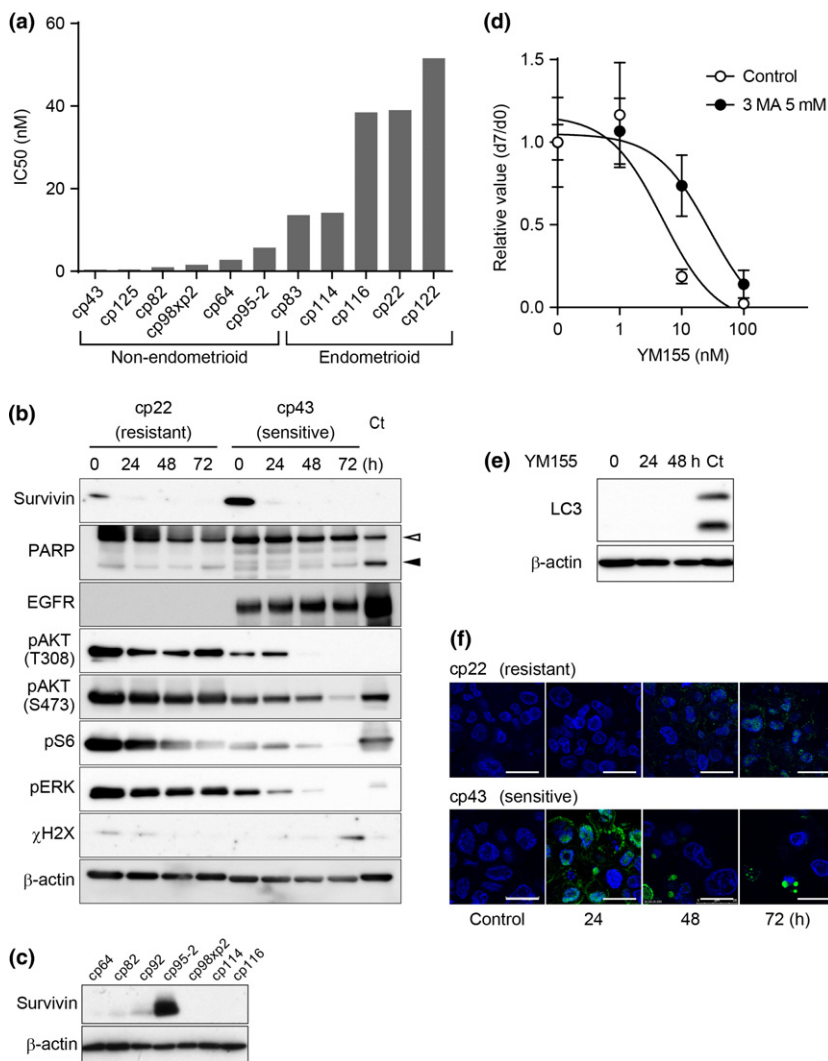 (a)
60
40
20
0
IC50 (nM)
cp43
cp125
cp82
cp98xp2
cp64
cp95-2
cp83
cp114
cp116
cp22
cp122
Non-endometrioid
Endometrioid
(d)
1.5
1.0
0.5
0.0
Relative value (d7/d0)
Control
3 MA 5 mM
0 1 10 100
YM155 (nM)
(b)
cp22 cp43 Ct
(resistant) (sensitive)
0 24 48 72 0 24 48 72 (h)
Survivin
PARP
EGFR
pAKT
(T308)
pAKT
(S473)
pS6
pERK
χH2X
β-actin
(e)
YM155 0 24 48 h Ct
LC3
β-actin
(f)
cp22 (resistant)
cp43 (sensitive)
Control 24 48 72 (h)
(c)
cp64
cp82
cp92
cp95-2
cp98xp2
cp114
cp116
Survivin
β-actin